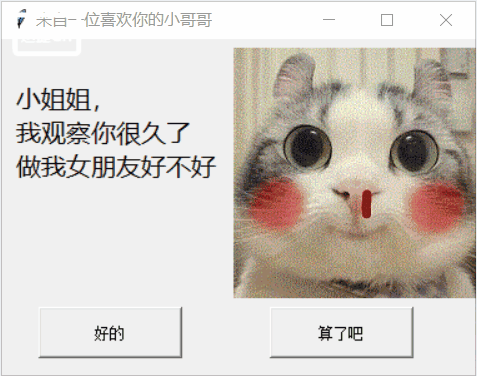 来自一位喜欢你的小哥哥
小姐姐，
我观察你很久了
做我女朋友好不好
好的
算了吧